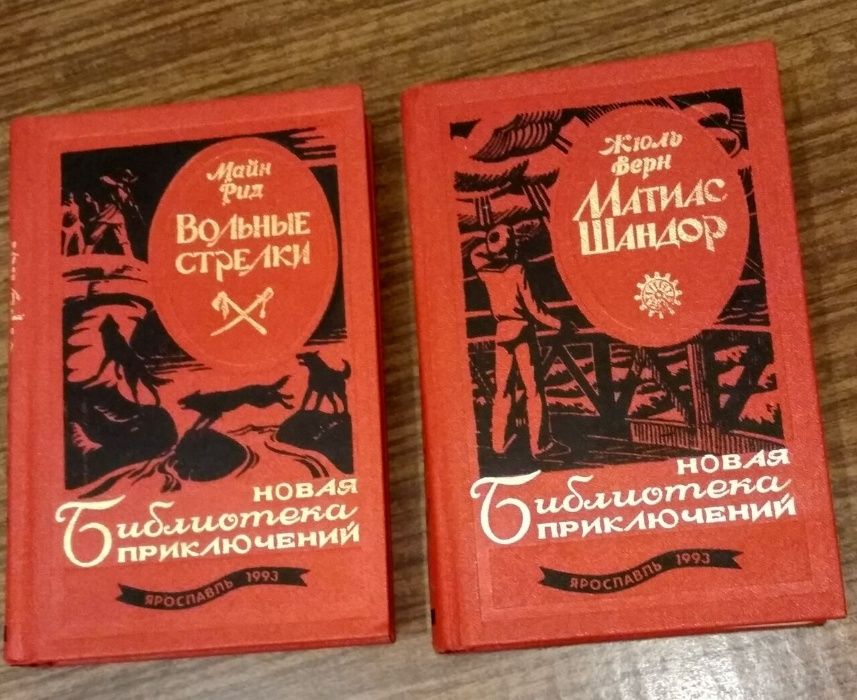 Майн
Рид
Вольные
стрелки
Новая
Библиотека
приключений
Ярославль 1993
Жюль
Верн
Матиас
Шандор
Новая
Библиотека
приключений
Ярославль 1993